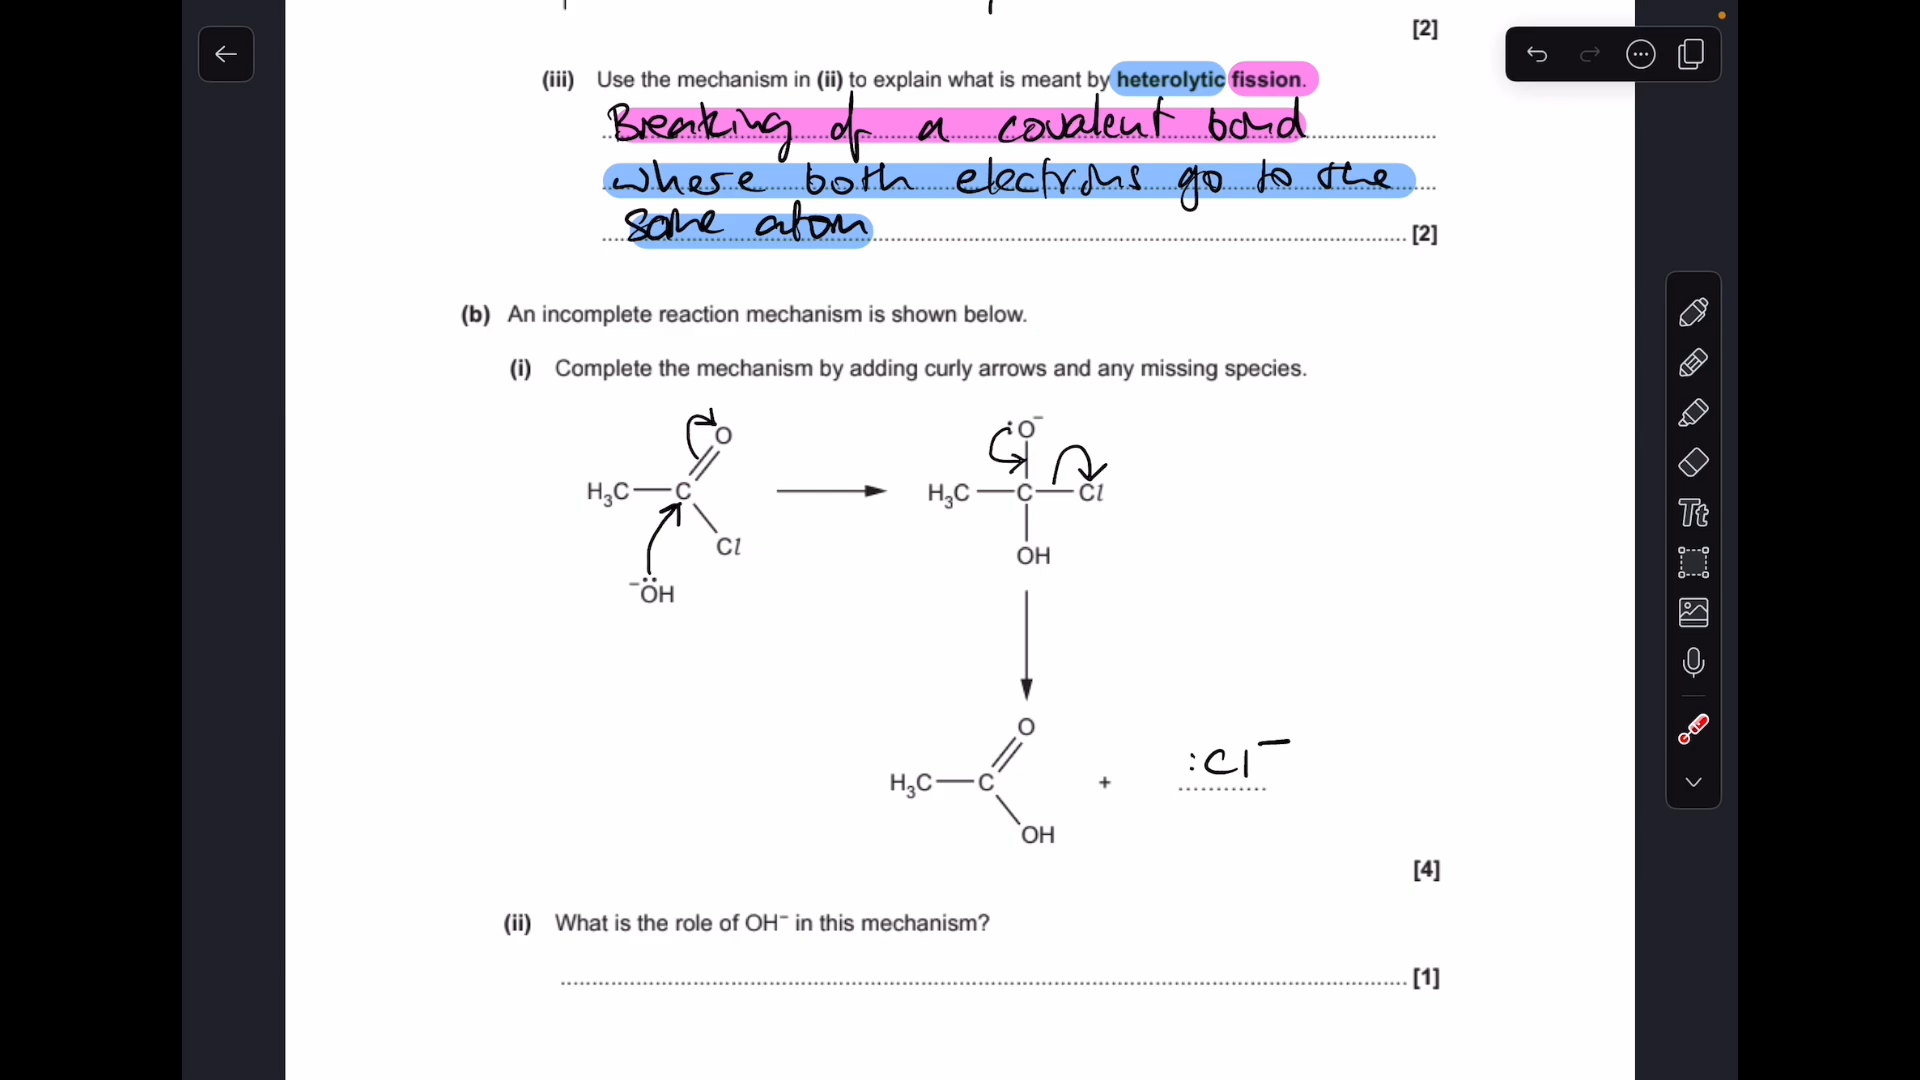 [2]
(iii) Use the mechanism in (ii) to explain what is meant by heterolytic fission.
Breaking of a covalent bond
where both electrons go to the
same atom
[2]
(b) An incomplete reaction mechanism is shown below.
(i) Complete the mechanism by adding curly arrows and any missing species.
O
H₃C C
Cl
⁻:OH
:O⁻
H₃C C Cl
OH
O
H₃C C
OH
+ :Cl⁻
[4]
(ii) What is the role of OH⁻ in this mechanism?
[1]
Tt